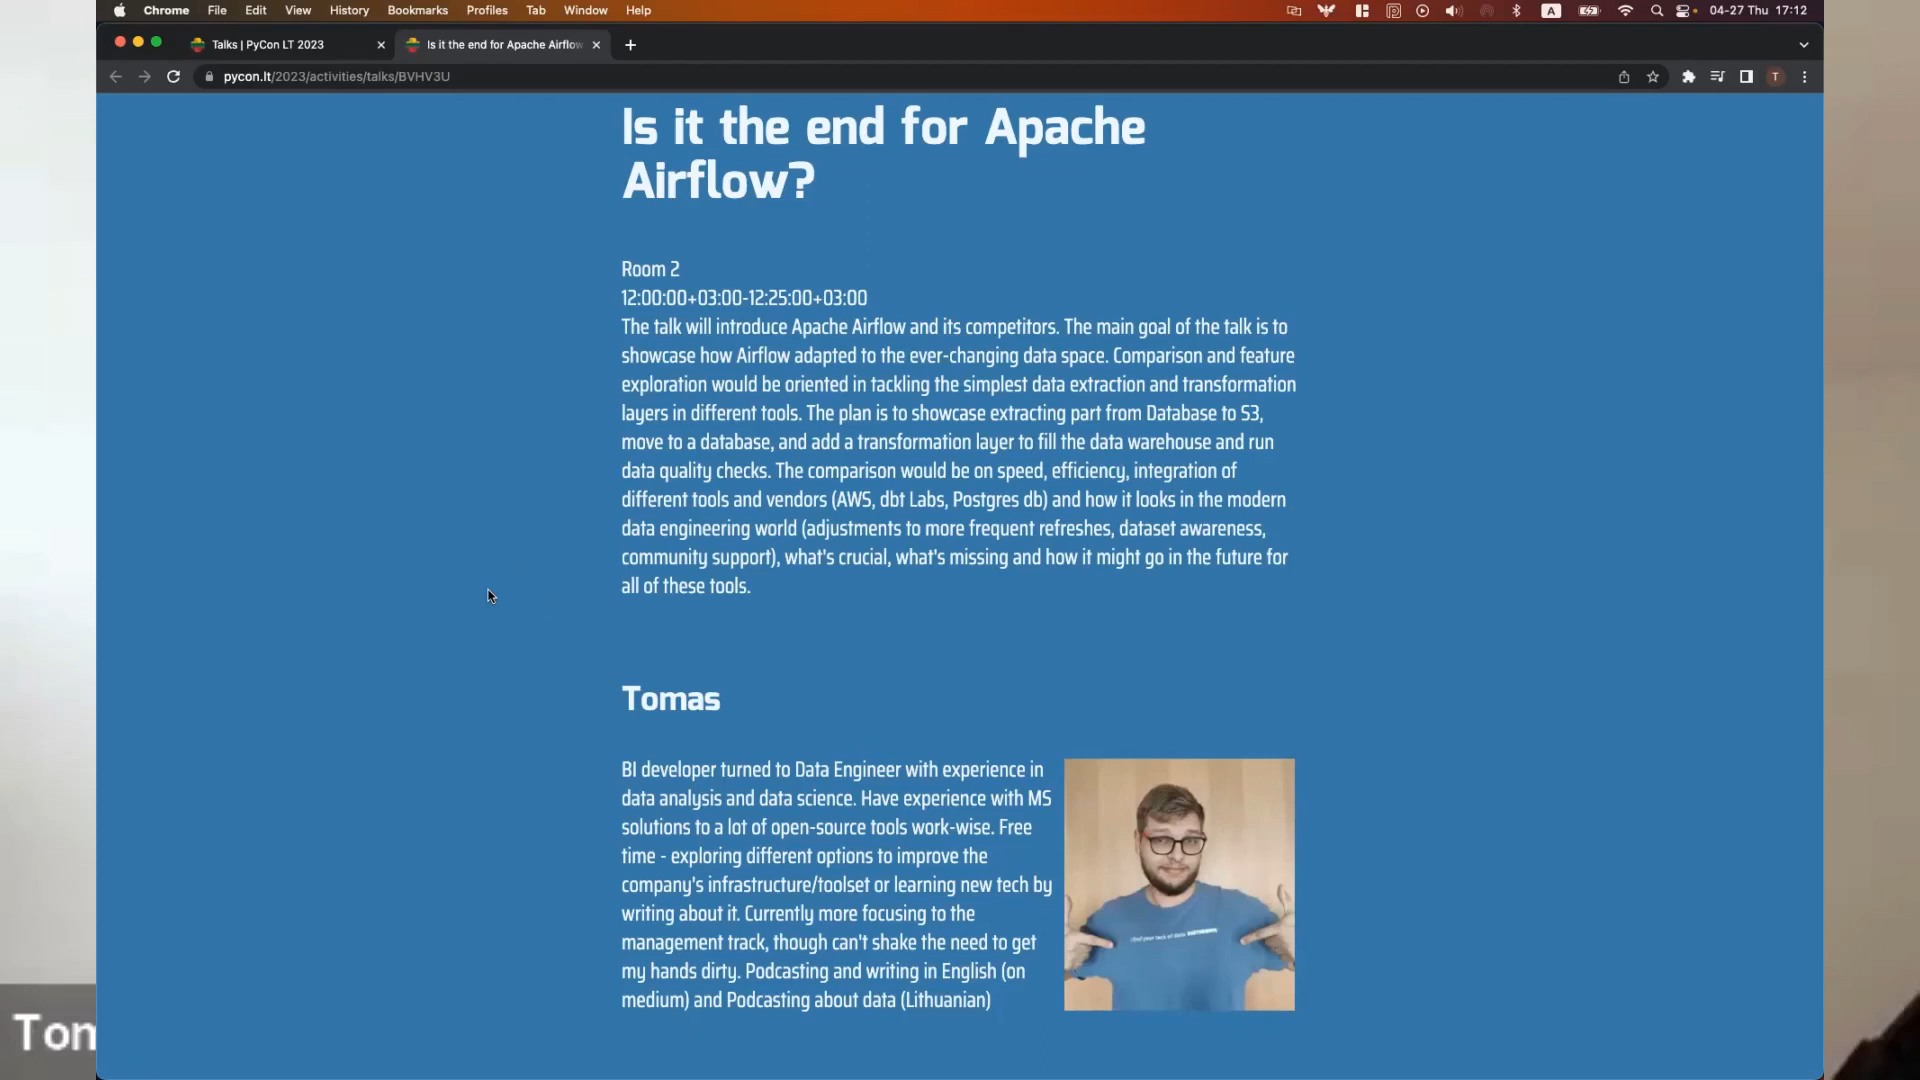 Chrome File Edit View History Bookmarks Profiles Tab Window Help A 04-27 Thu 17:12
Talks | PyCon LT 2023 Is it the end for Apache Airflow
pycon.lt/2023/activities/talks/BVHV3U T
Is it the end for Apache
Airflow?
Room 2
12:00:00+03:00-12:25:00+03:00
The talk will introduce Apache Airflow and its competitors. The main goal of the talk is to
showcase how Airflow adapted to the ever-changing data space. Comparison and feature
exploration would be oriented in tackling the simplest data extraction and transformation
layers in different tools. The plan is to showcase extracting part from Database to S3,
move to a database, and add a transformation layer to fill the data warehouse and run
data quality checks. The comparison would be on speed, efficiency, integration of
different tools and vendors (AWS, dbt Labs, Postgres db) and how it looks in the modern
data engineering world (adjustments to more frequent refreshes, dataset awareness,
community support), what's crucial, what's missing and how it might go in the future for
all of these tools.
Tomas
BI developer turned to Data Engineer with experience in
data analysis and data science. Have experience with MS
solutions to a lot of open-source tools work-wise. Free
time - exploring different options to improve the
company's infrastructure/toolset or learning new tech by
writing about it. Currently more focusing to the
management track, though can't shake the need to get
my hands dirty. Podcasting and writing in English (on
medium) and Podcasting about data (Lithuanian)
I find your lack of data DISTURBING
Tom